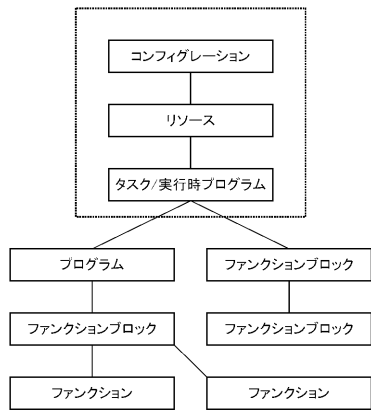 コンフィグレーション
リソース
タスク/実行時プログラム
プログラム
ファンクションブロック
ファンクションブロック
ファンクションブロック
ファンクション
ファンクション